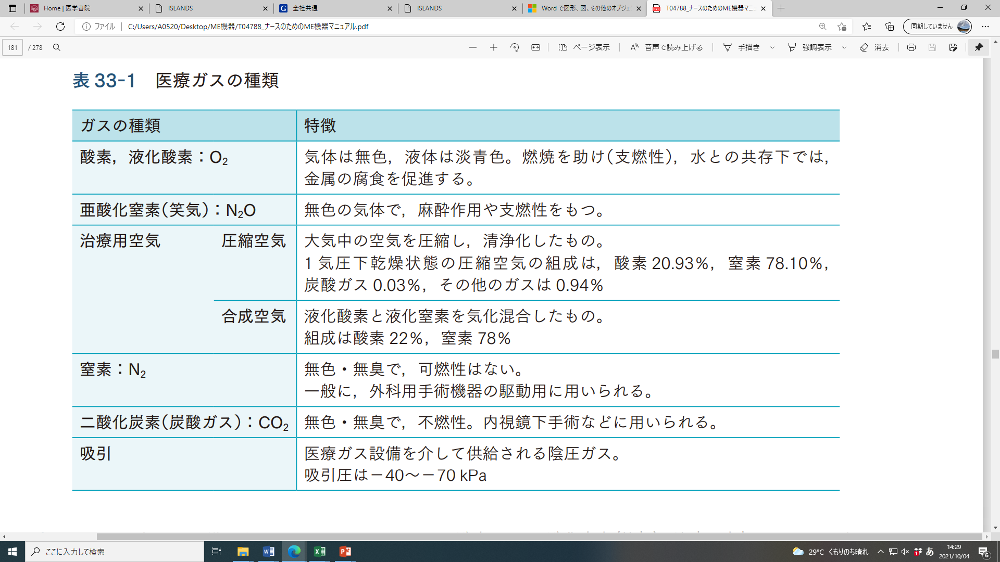 Home | 医学書院
ISLANDS
全社共通
ISLANDS
Word で図形、図、その他のオブジェ
T04788_ナースのためのME機器マニュ
ファイル
C:/Users/A0520/Desktop/ME機器/T04788_ナースのためのME機器マニュアル.pdf
同期していません
181 / 278
ページ表示
音声で読み上げる
手描き
強調表示
消去
表 33-1 医療ガスの種類
ガスの種類 特徴
酸素，液化酸素：O₂ 気体は無色，液体は淡青色。燃焼を助け(支燃性)，水との共存下では，
金属の腐食を促進する。
亜酸化窒素(笑気)：N₂O 無色の気体で，麻酔作用や支燃性をもつ。
治療用空気 圧縮空気 大気中の空気を圧縮し，清浄化したもの。
1 気圧下乾燥状態の圧縮空気の組成は，酸素 20.93%，窒素 78.10%，
炭酸ガス 0.03%，その他のガスは 0.94%
合成空気 液化酸素と液化窒素を気化混合したもの。
組成は酸素 22%，窒素 78%
窒素：N₂ 無色・無臭で，可燃性はない。
一般に，外科用手術機器の駆動用に用いられる。
二酸化炭素(炭酸ガス)：CO₂ 無色・無臭で，不燃性。内視鏡下手術などに用いられる。
吸引 医療ガス設備を介して供給される陰圧ガス。
吸引圧は－40～－70 kPa
ここに入力して検索
29°C くもりのち晴れ
あ
14:29
2021/10/04
6